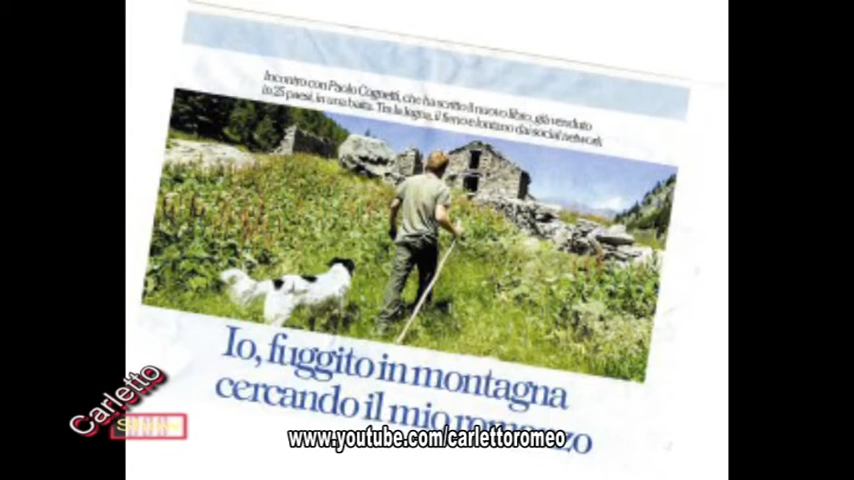 Incontro con Paolo Cognetti, che ha scritto il nuovo libro, già venduto
in 25 paesi, in una baita. Tra la legna, il fieno e lontano dai social network
Io, fuggito in montagna
cercando il mio romanzo
Carletto
www.youtube.com/carlettoromeo